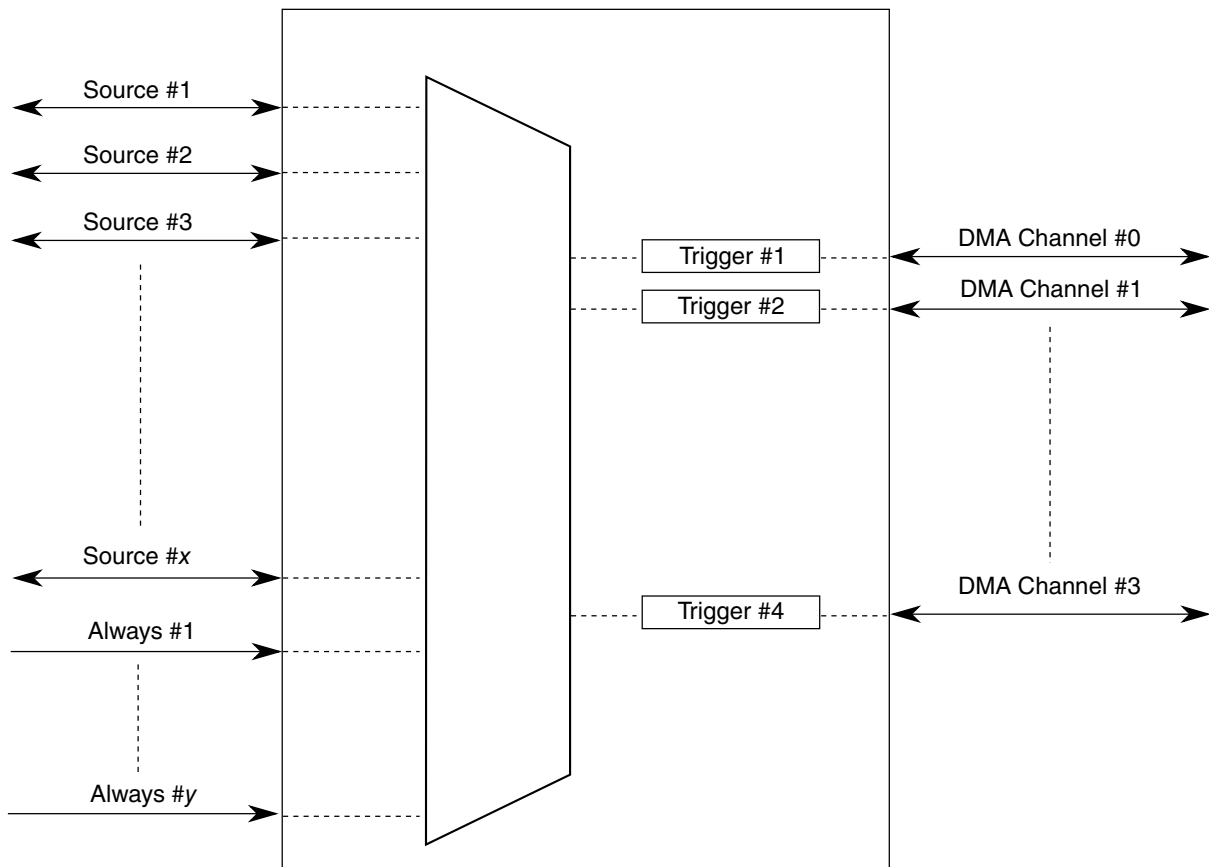 Source #1
Source #2
Source #3
Source #x
Always #1
Always #y
Trigger #1
Trigger #2
Trigger #4
DMA Channel #0
DMA Channel #1
DMA Channel #3